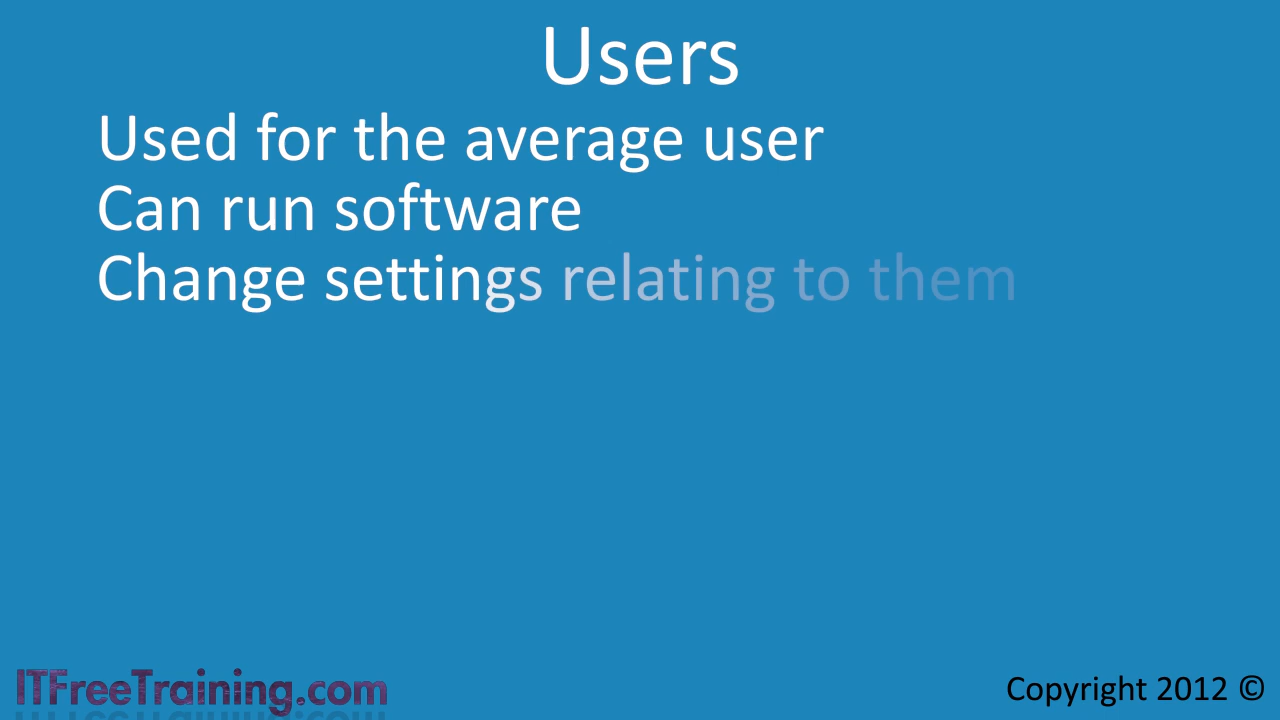 Users
Used for the average user
Can run software
Change settings relating to them
ITFreeTraining.com
Copyright 2012 ©